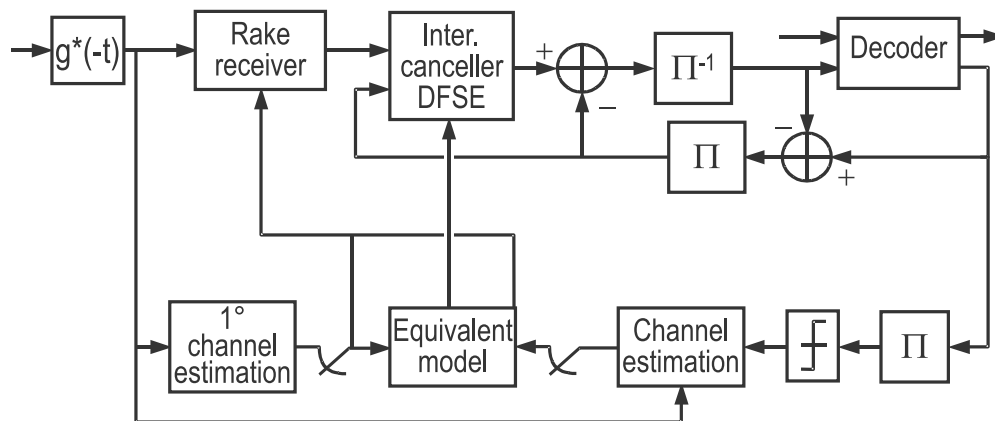 g*(-t)
Rake
receiver
Inter.
canceller
DFSE
+
−
Π-1
Decoder
Π
−
+
1°
channel
estimation
Equivalent
model
Channel
estimation
Π